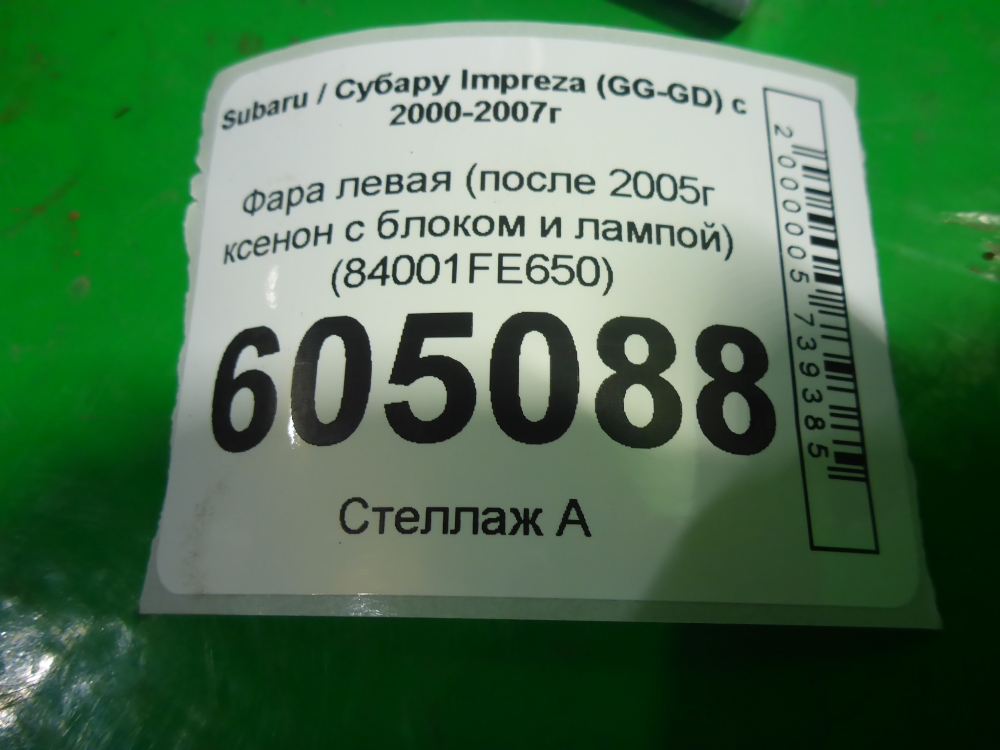 Subaru / Субару Impreza (GG-GD) с
2000-2007г
Фара левая (после 2005г
ксенон с блоком и лампой)
(84001FE650)
605088
Стеллаж А
2000005739385